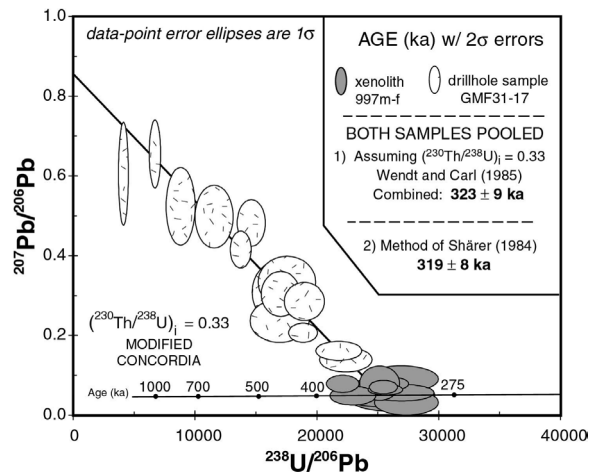 data-point error ellipses are 1σ
AGE (ka) w/ 2σ errors
xenolith
997m-f
drillhole sample
GMF31-17
BOTH SAMPLES POOLED
1) Assuming (²³⁰Th/²³⁸U)ᵢ = 0.33
Wendt and Carl (1985)
Combined: 323 ± 9 ka
2) Method of Shärer (1984)
319 ± 8 ka
²⁰⁷Pb/²⁰⁶Pb
1.0
0.8
0.6
0.4
0.2
0.0
(²³⁰Th/²³⁸U)ᵢ = 0.33
MODIFIED
CONCORDIA
Age (ka) 1000 700 500 400 275
0 10000 20000 30000 40000
²³⁸U/²⁰⁶Pb